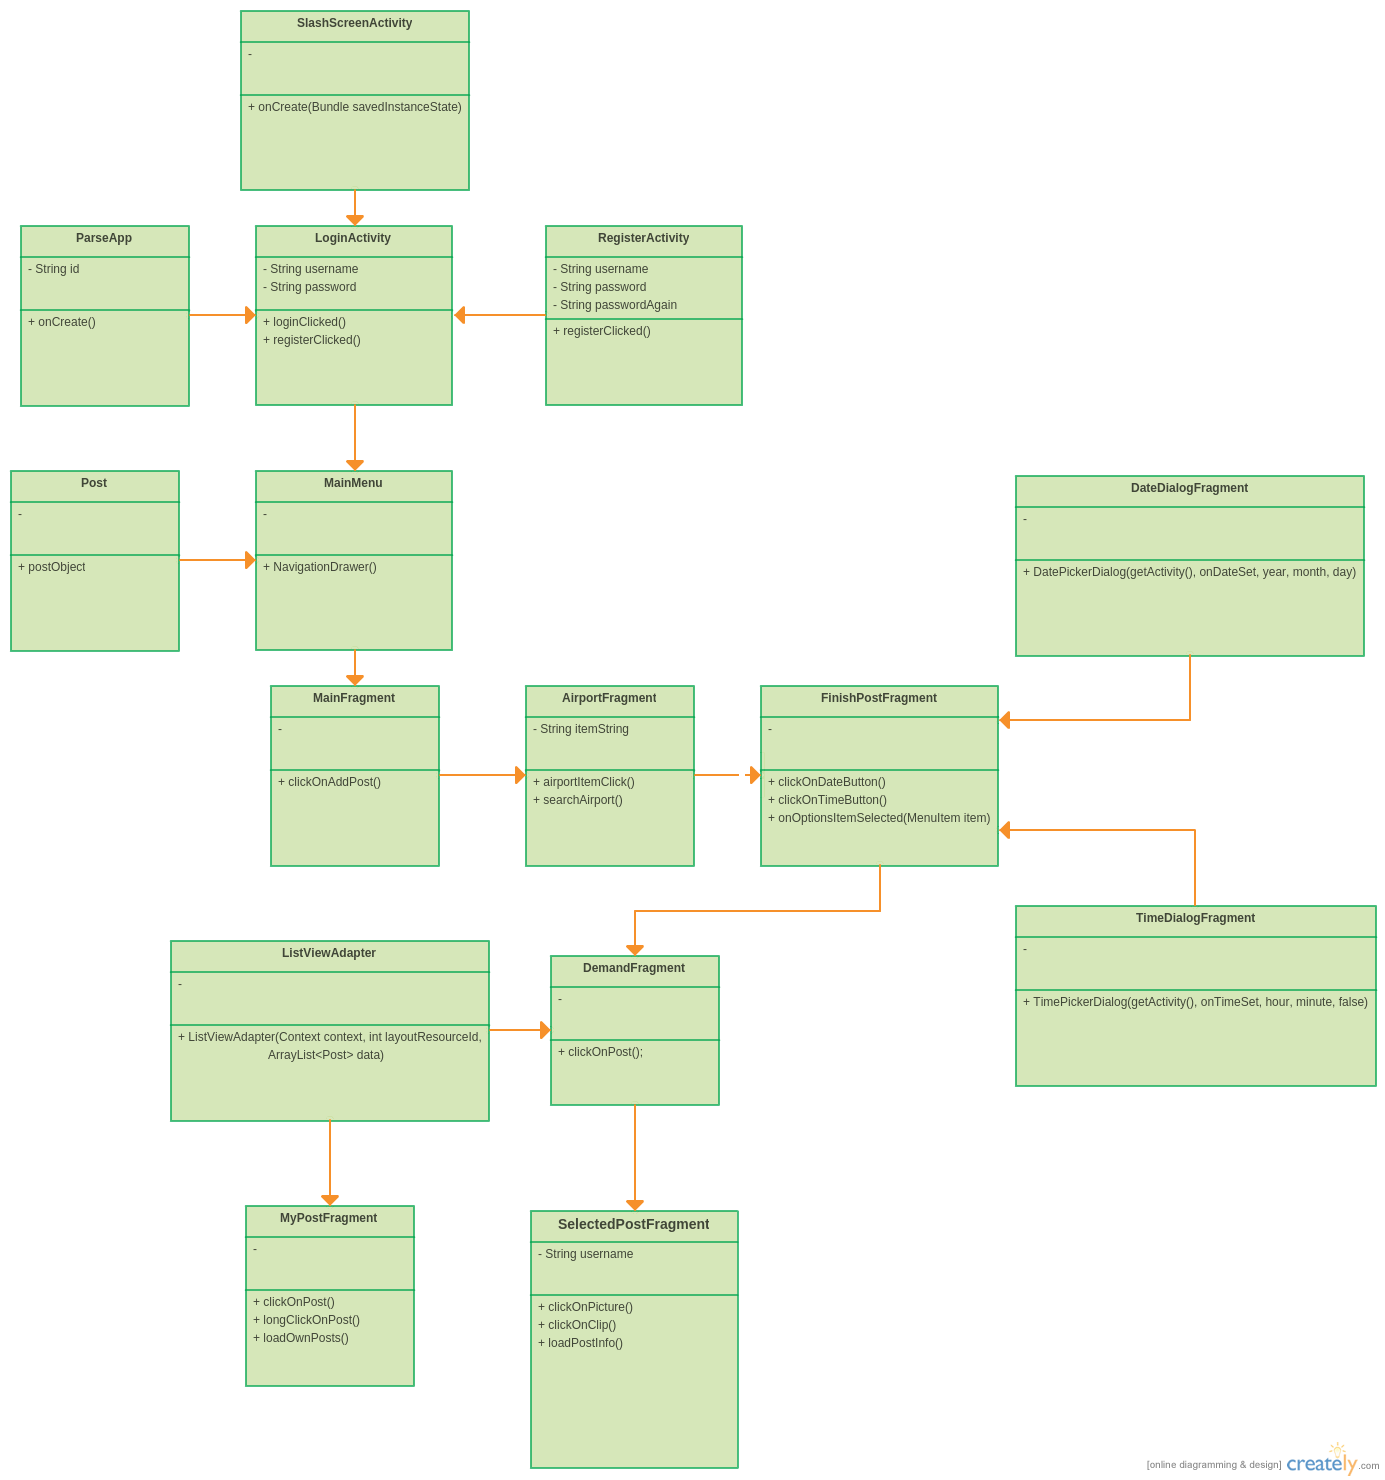 SlashScreenActivity
-
+ onCreate(Bundle savedInstanceState)
ParseApp
- String id
+ onCreate()
LoginActivity
- String username
- String password
+ loginClicked()
+ registerClicked()
RegisterActivity
- String username
- String password
- String passwordAgain
+ registerClicked()
Post
-
+ postObject
MainMenu
-
+ NavigationDrawer()
DateDialogFragment
-
+ DatePickerDialog(getActivity(), onDateSet, year, month, day)
MainFragment
-
+ clickOnAddPost()
AirportFragment
- String itemString
+ airportItemClick()
+ searchAirport()
FinishPostFragment
-
+ clickOnDateButton()
+ clickOnTimeButton()
+ onOptionsItemSelected(MenuItem item)
TimeDialogFragment
-
+ TimePickerDialog(getActivity(), onTimeSet, hour, minute, false)
ListViewAdapter
-
+ ListViewAdapter(Context context, int layoutResourceId,
ArrayList<Post> data)
DemandFragment
-
+ clickOnPost();
MyPostFragment
-
+ clickOnPost()
+ longClickOnPost()
+ loadOwnPosts()
SelectedPostFragment
- String username
+ clickOnPicture()
+ clickOnClip()
+ loadPostInfo()
[online diagramming & design] creately.com